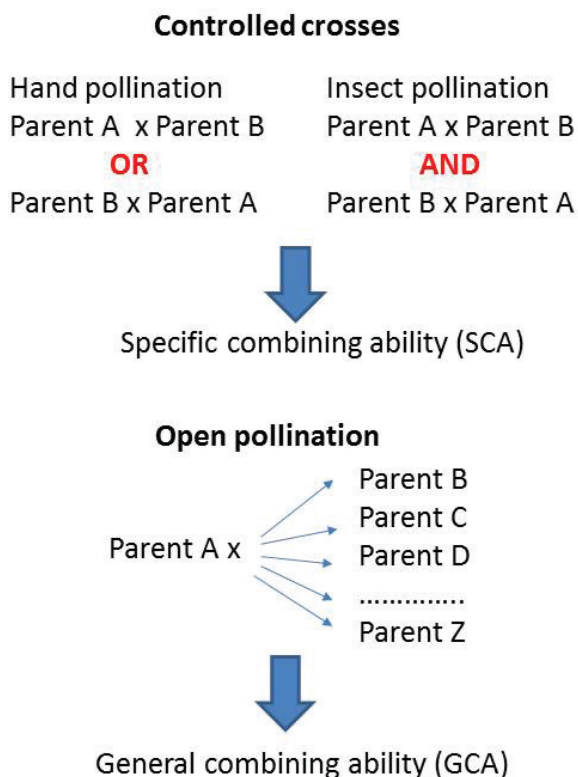 Controlled crosses
Hand pollination
Parent A x Parent B
OR
Parent B x Parent A
Insect pollination
Parent A x Parent B
AND
Parent B x Parent A
Specific combining ability (SCA)
Open pollination
Parent A x
Parent B
Parent C
Parent D
..............
Parent Z
General combining ability (GCA)